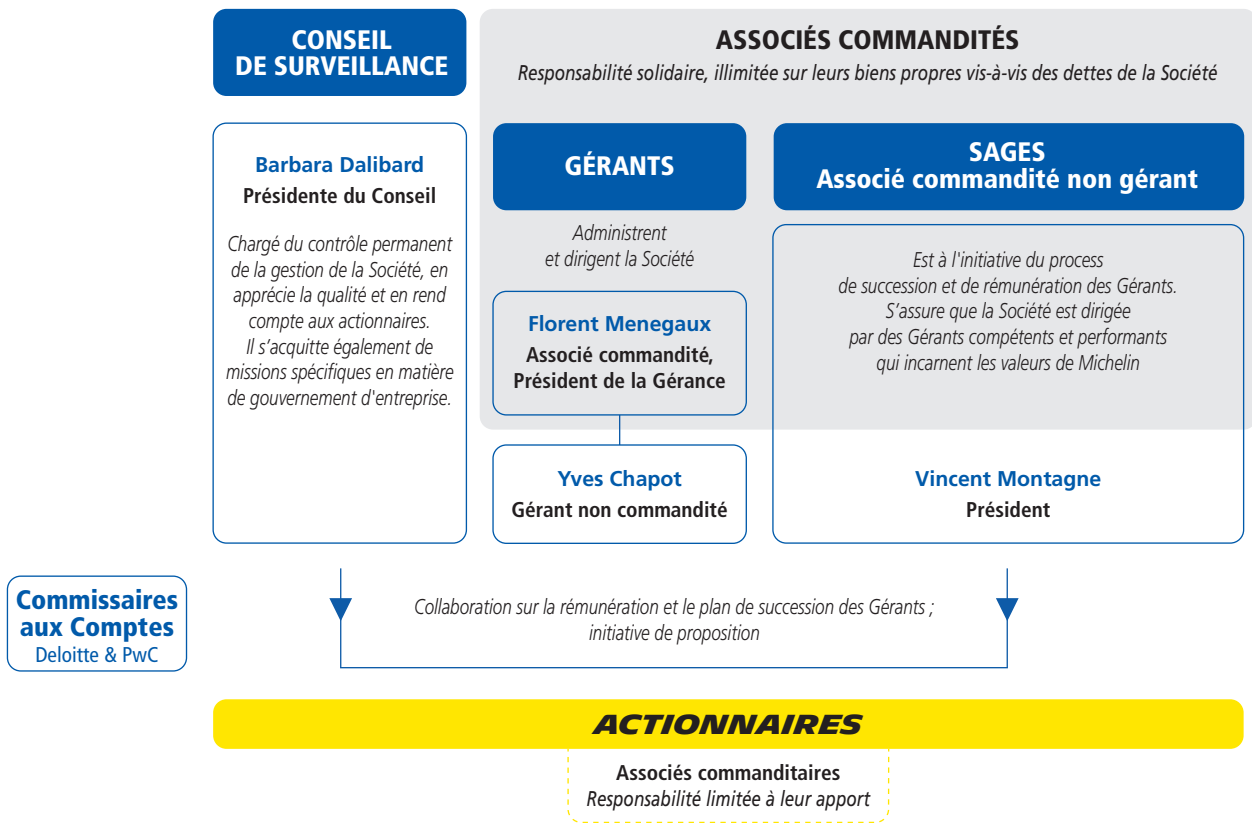 CONSEIL
DE SURVEILLANCE
Barbara Dalibard
Présidente du Conseil
Chargé du contrôle permanent
de la gestion de la Société, en
apprécie la qualité et en rend
compte aux actionnaires.
Il s’acquitte également de
missions spécifiques en matière
de gouvernement d'entreprise.
ASSOCIÉS COMMANDITÉS
Responsabilité solidaire, illimitée sur leurs biens propres vis-à-vis des dettes de la Société
GÉRANTS
Administrent
et dirigent la Société
Florent Menegaux
Associé commandité,
Président de la Gérance
Yves Chapot
Gérant non commandité
SAGES
Associé commandité non gérant
Est à l'initiative du process
de succession et de rémunération des Gérants.
S’assure que la Société est dirigée
par des Gérants compétents et performants
qui incarnent les valeurs de Michelin
Vincent Montagne
Président
Commissaires
aux Comptes
Deloitte & PwC
Collaboration sur la rémunération et le plan de succession des Gérants ;
initiative de proposition
ACTIONNAIRES
Associés commanditaires
Responsabilité limitée à leur apport